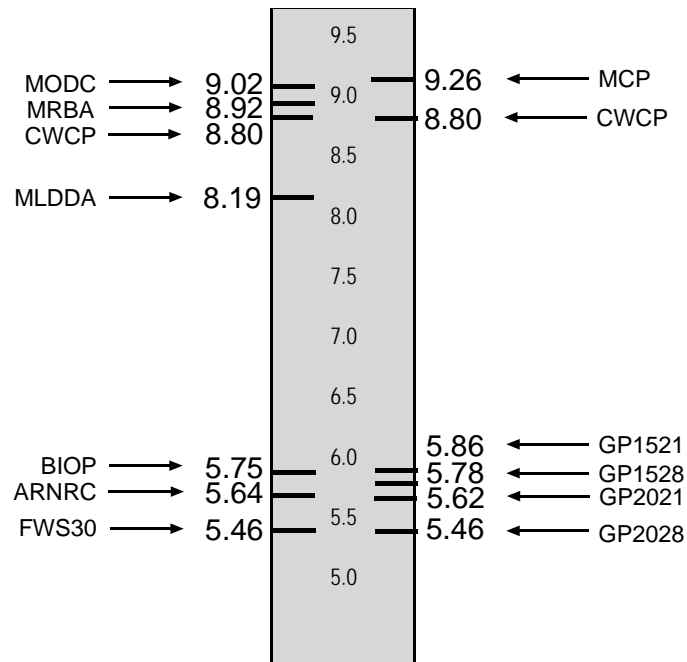 9.5
MODC 9.02 9.26 MCP
MRBA 8.92 9.0
CWCP 8.80 8.80 CWCP
8.5
MLDDA 8.19
8.0
7.5
7.0
6.5
5.86 GP1521
BIOP 5.75 6.0 5.78 GP1528
ARNRC 5.64 5.62 GP2021
5.5
FWS30 5.46 5.46 GP2028
5.0